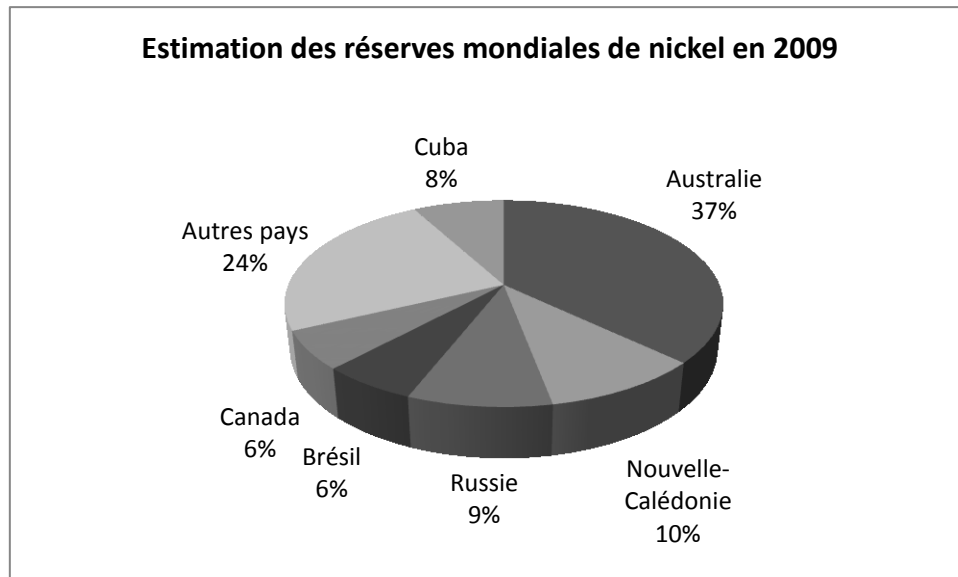 Estimation des réserves mondiales de nickel en 2009
Cuba
8%
Australie
37%
Autres pays
24%
Canada
6%
Brésil
6%
Russie
9%
Nouvelle-
Calédonie
10%